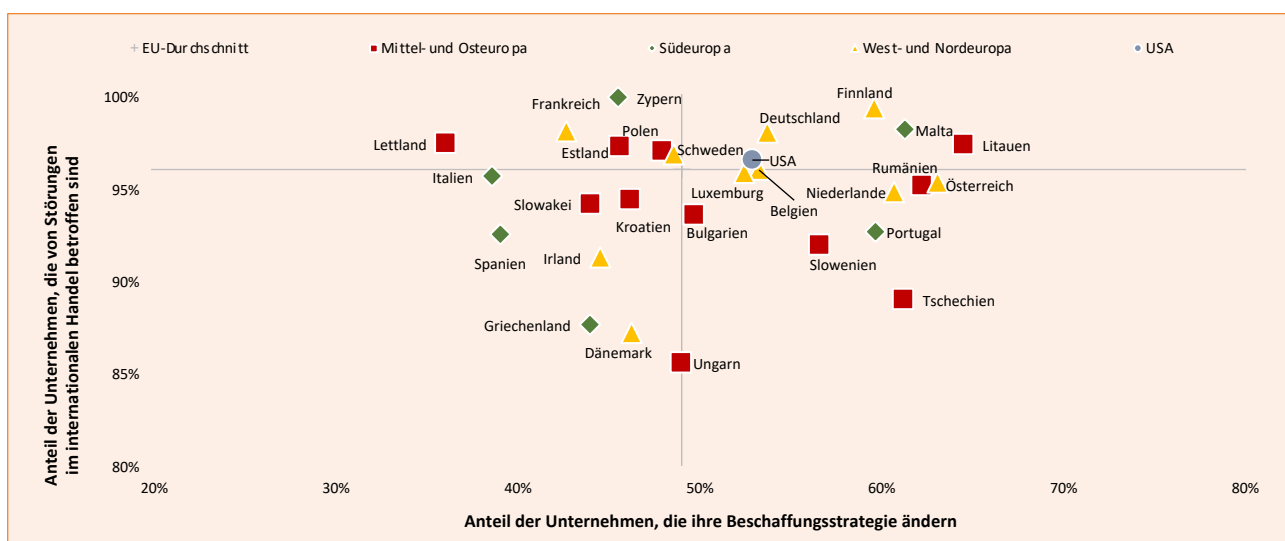 EU-Durchschnitt Mittel- und Osteuropa Südeuropa West- und Nordeuropa USA
Anteil der Unternehmen, die von Störungen
im internationalen Handel betroffen sind
100%
95%
90%
85%
80%
Finnland
Frankreich
Zypern
Deutschland
Malta
Polen
Lettland
Estland
Schweden
Litauen
USA
Rumänien
Italien
Luxemburg
Niederlande
Österreich
Slowakei
Belgien
Kroatien
Bulgarien
Portugal
Irland
Spanien
Slowenien
Tschechien
Griechenland
Dänemark
Ungarn
20% 30% 40% 50% 60% 70% 80%
Anteil der Unternehmen, die ihre Beschaffungsstrategie ändern